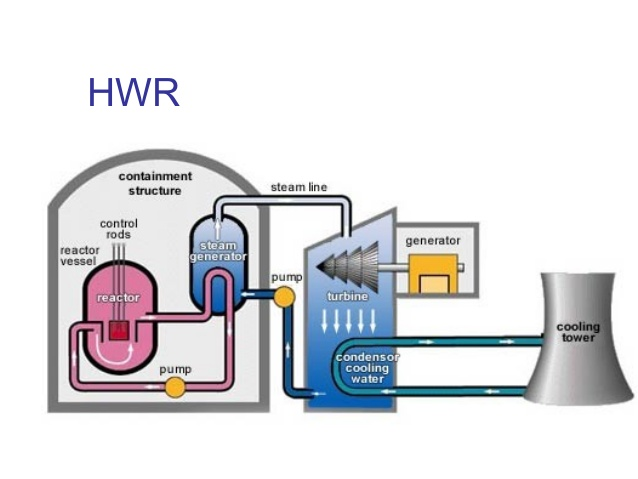 HWR
containment
structure
steam line
control
rods
reactor
vessel
steam
generator
generator
pump
reactor
turbine
cooling
tower
condensor
cooling
water
pump